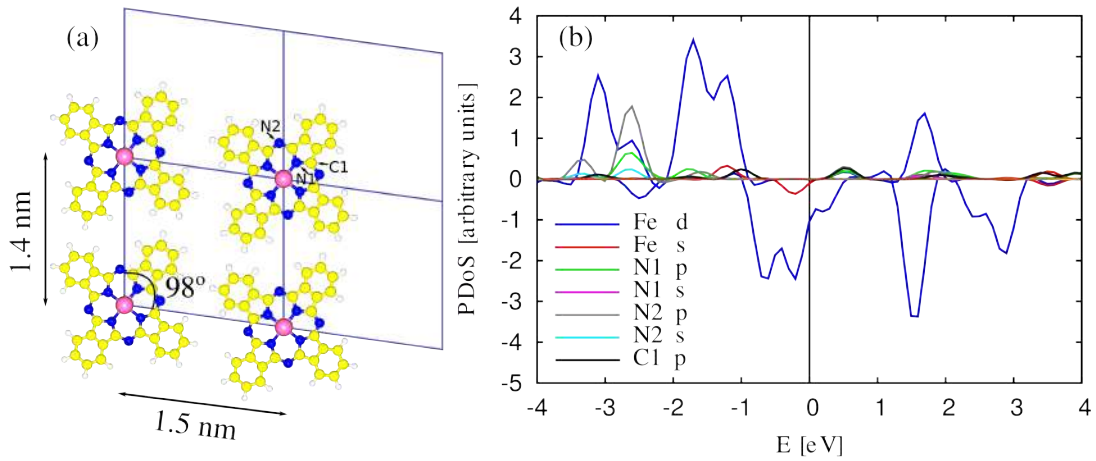 (a)
N2
C1
N1
1.4 nm
98°
1.5 nm
(b)
PDoS [arbitrary units]
4
3
2
1
0
-1
-2
-3
-4
-5
Fe d
Fe s
N1 p
N1 s
N2 p
N2 s
C1 p
-4 -3 -2 -1 0 1 2 3 4
E [eV]